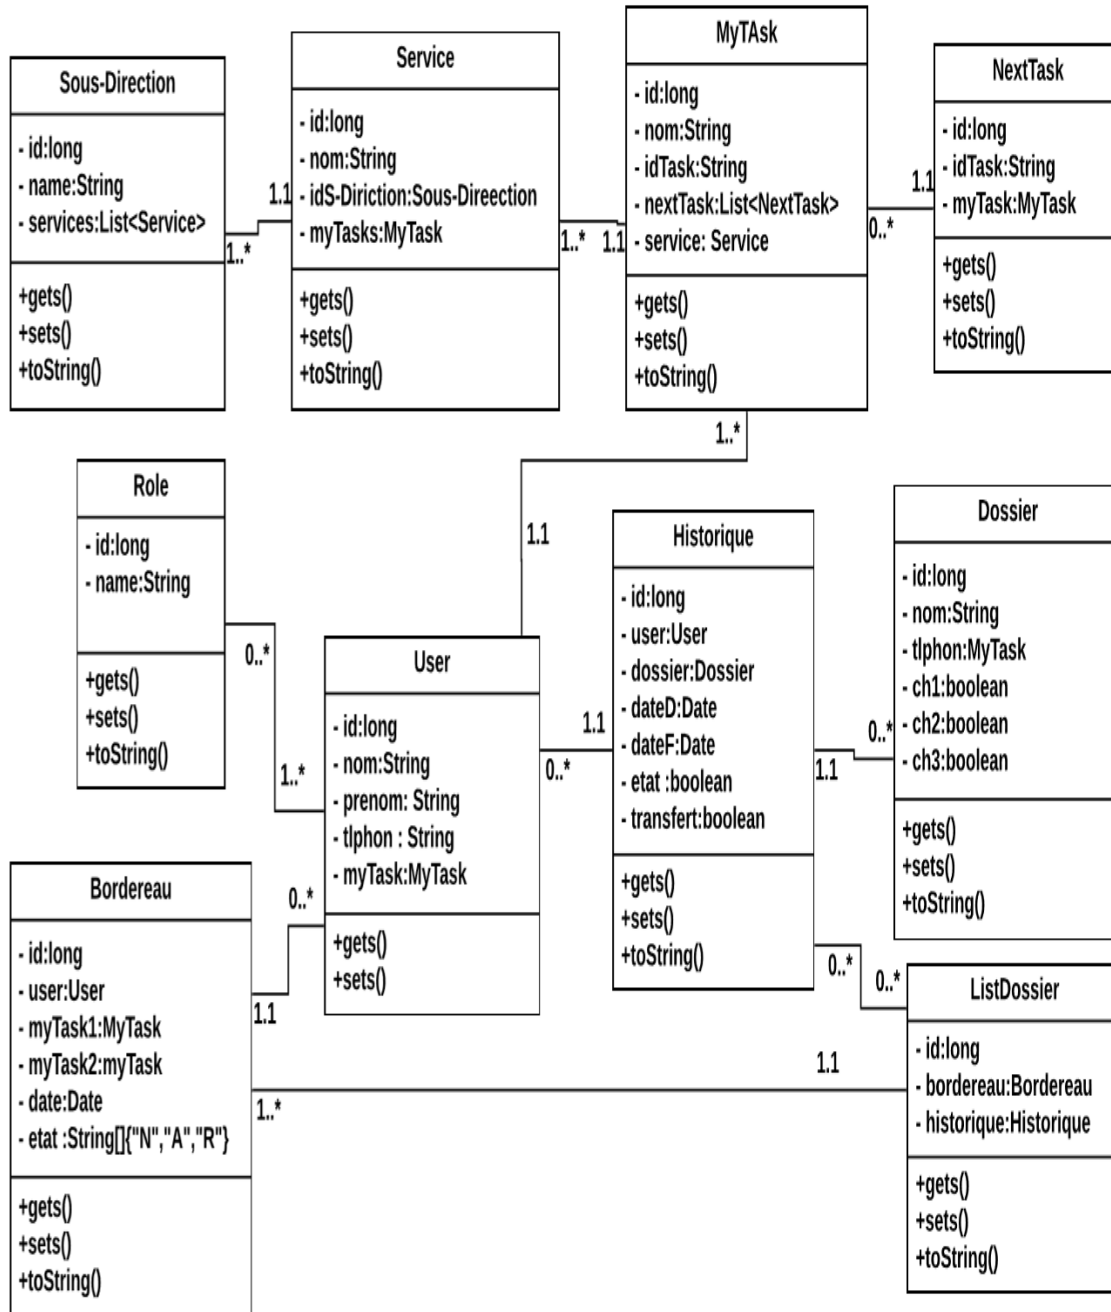 Sous-Direction
- id:long
- name:String
- services:List<Service>
+gets()
+sets()
+toString()
1..*
1.1
Service
- id:long
- nom:String
- idS-Diriction:Sous-Direection
- myTasks:MyTask
+gets()
+sets()
+toString()
1..*
1.1
MyTAsk
- id:long
- nom:String
- idTask:String
- nextTask:List<NextTask>
- service: Service
+gets()
+sets()
+toString()
0..*
1.1
NextTask
- id:long
- idTask:String
- myTask:MyTask
+gets()
+sets()
+toString()
1..*
1.1
Role
- id:long
- name:String
+gets()
+sets()
+toString()
0..*
1..*
User
- id:long
- nom:String
- prenom: String
- tlphon : String
- myTask:MyTask
+gets()
+sets()
0..*
1.1
Historique
- id:long
- user:User
- dossier:Dossier
- dateD:Date
- dateF:Date
- etat :boolean
- transfert:boolean
+gets()
+sets()
+toString()
1.1
0..*
Dossier
- id:long
- nom:String
- tlphon:MyTask
- ch1:boolean
- ch2:boolean
- ch3:boolean
+gets()
+sets()
+toString()
0..*
0..*
Bordereau
- id:long
- user:User
- myTask1:MyTask
- myTask2:myTask
- date:Date
- etat :String[]{"N","A","R"}
+gets()
+sets()
+toString()
0..*
1.1
1..*
1.1
ListDossier
- id:long
- bordereau:Bordereau
- historique:Historique
+gets()
+sets()
+toString()